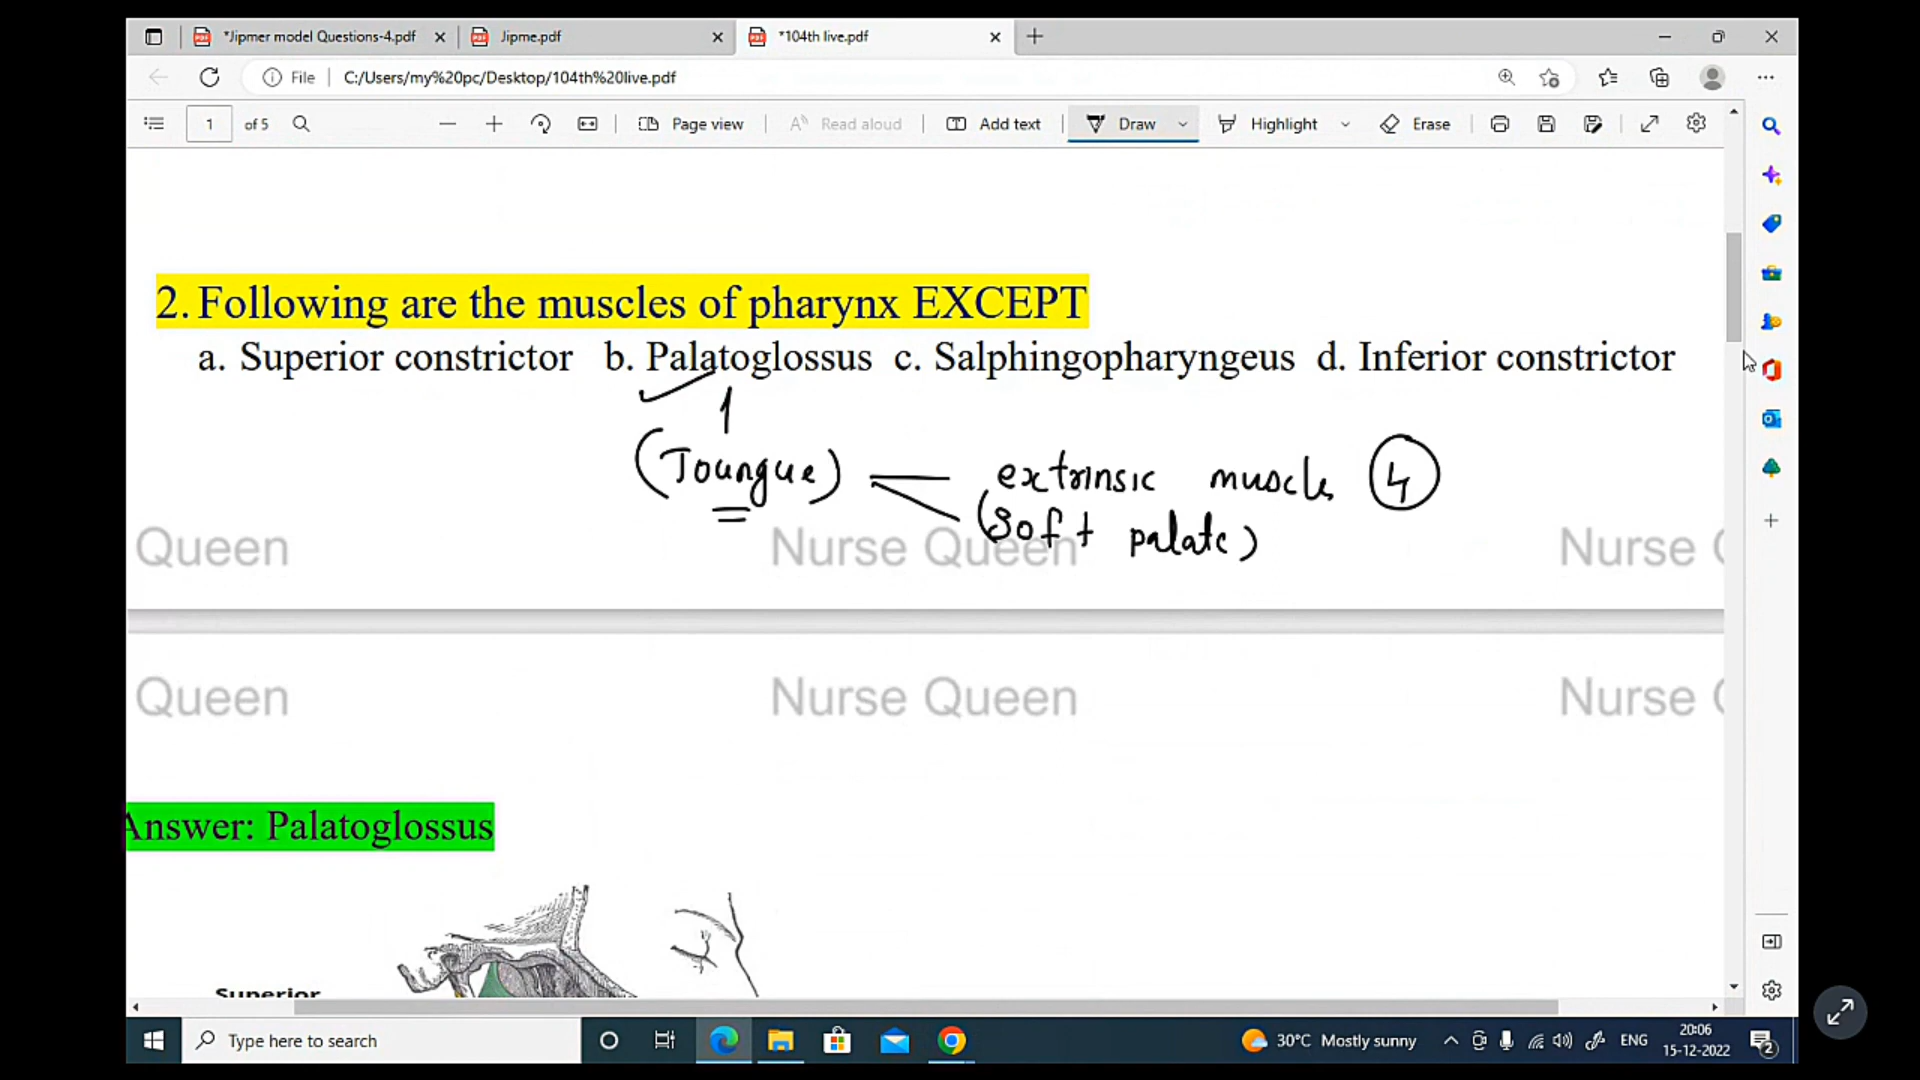 *Jipmer model Questions-4.pdf
Jipme.pdf
*104th live.pdf
File
C:/Users/my%20pc/Desktop/104th%20live.pdf
1
of 5
Page view
Read aloud
Add text
Draw
Highlight
Erase
2. Following are the muscles of pharynx EXCEPT
a. Superior constrictor b. Palatoglossus c. Salphingopharyngeus d. Inferior constrictor
(Toungue)
extrinsic muscle 4
(Soft palate)
Queen
Nurse Queen
Nurse
Queen
Nurse Queen
Nurse
Answer: Palatoglossus
Superior
Type here to search
30°C Mostly sunny
ENG
20:06
15-12-2022
2